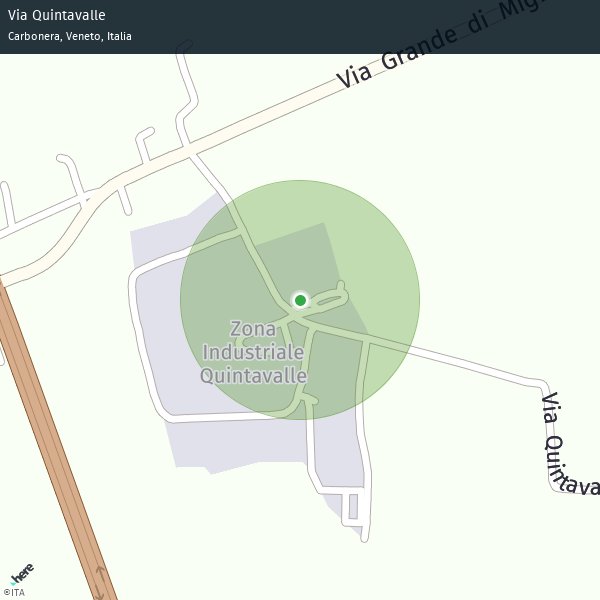 Via Quintavalle
Carbonera, Veneto, Italia
Via Grande di Mig
Zona
Industriale
Quintavalle
Via Quintava
here
©ITA